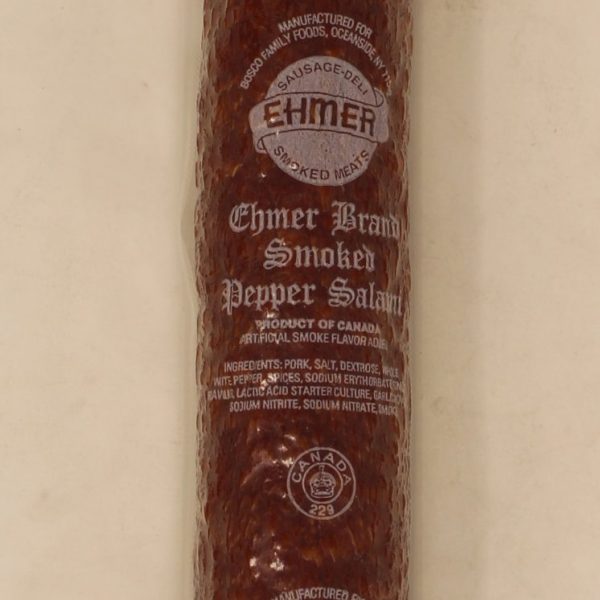 MANUFACTURED FOR
BOSCO FAMILY FOODS, OCEANSIDE NY
SAUSAGE-DELI
EHMER
SMOKED MEATS
Ehmer Brand
Smoked
Pepper Salami
PRODUCT OF CANADA
ARTIFICIAL SMOKE FLAVOR
INGREDIENTS: PORK, SALT, DEXTROSE,
PEPPER, SPICES, SODIUM
LACTIC ACID STARTER CULTURE,
SODIUM NITRITE, SODIUM NITRATE,
CANADA
229
MANUFACTURED